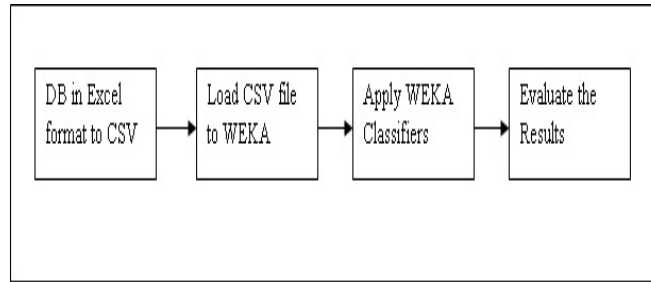 DB in Excel
format to CSV
Load CSV file
to WEKA
Apply WEKA
Classifiers
Evaluate the
Results